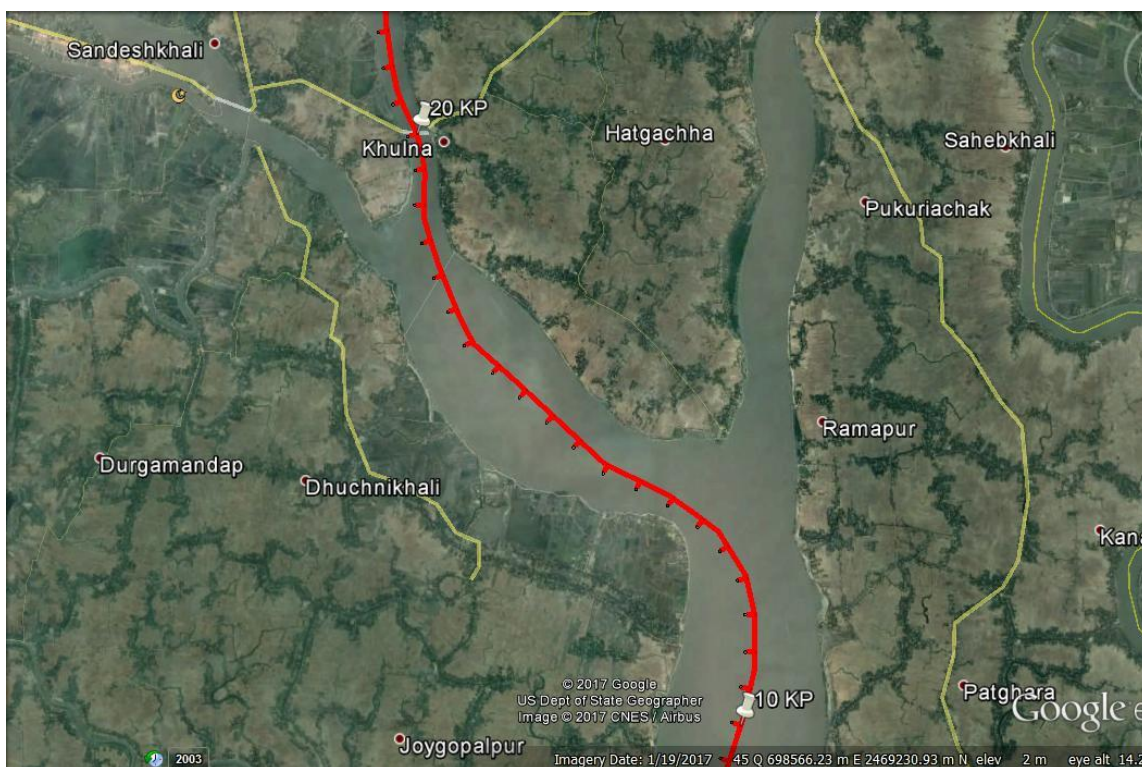 Sandeshkhali
20 KP
Khulna
Hatgachha
Sahebkhali
Pukuriachak
Ramapur
Durgamandap
Dhuchnikhali
Kana
Patghara
10 KP
© 2017 Google
US Dept of State Geographer
Image © 2017 CNES / Airbus
Google e
Joygopalpur
2003
Imagery Date: 1/19/2017 45 Q 698566.23 m E 2469230.93 m N elev 2 m eye alt 14.